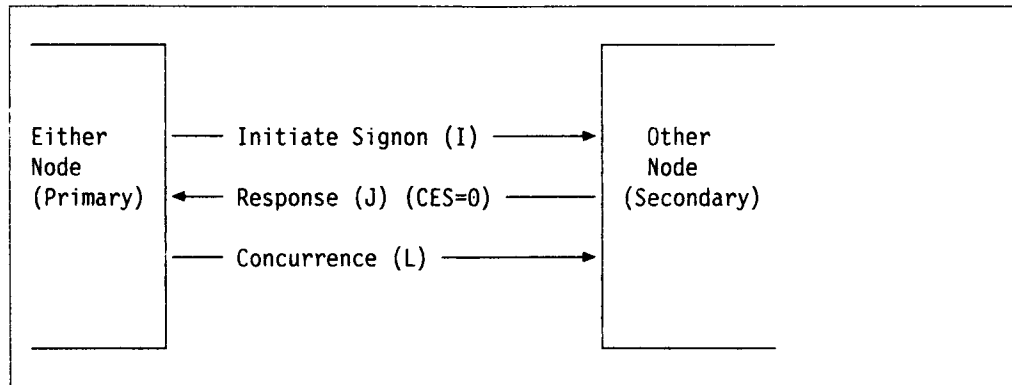 Either
Node
(Primary)
Initiate Signon (I)
Response (J) (CES=0)
Concurrence (L)
Other
Node
(Secondary)